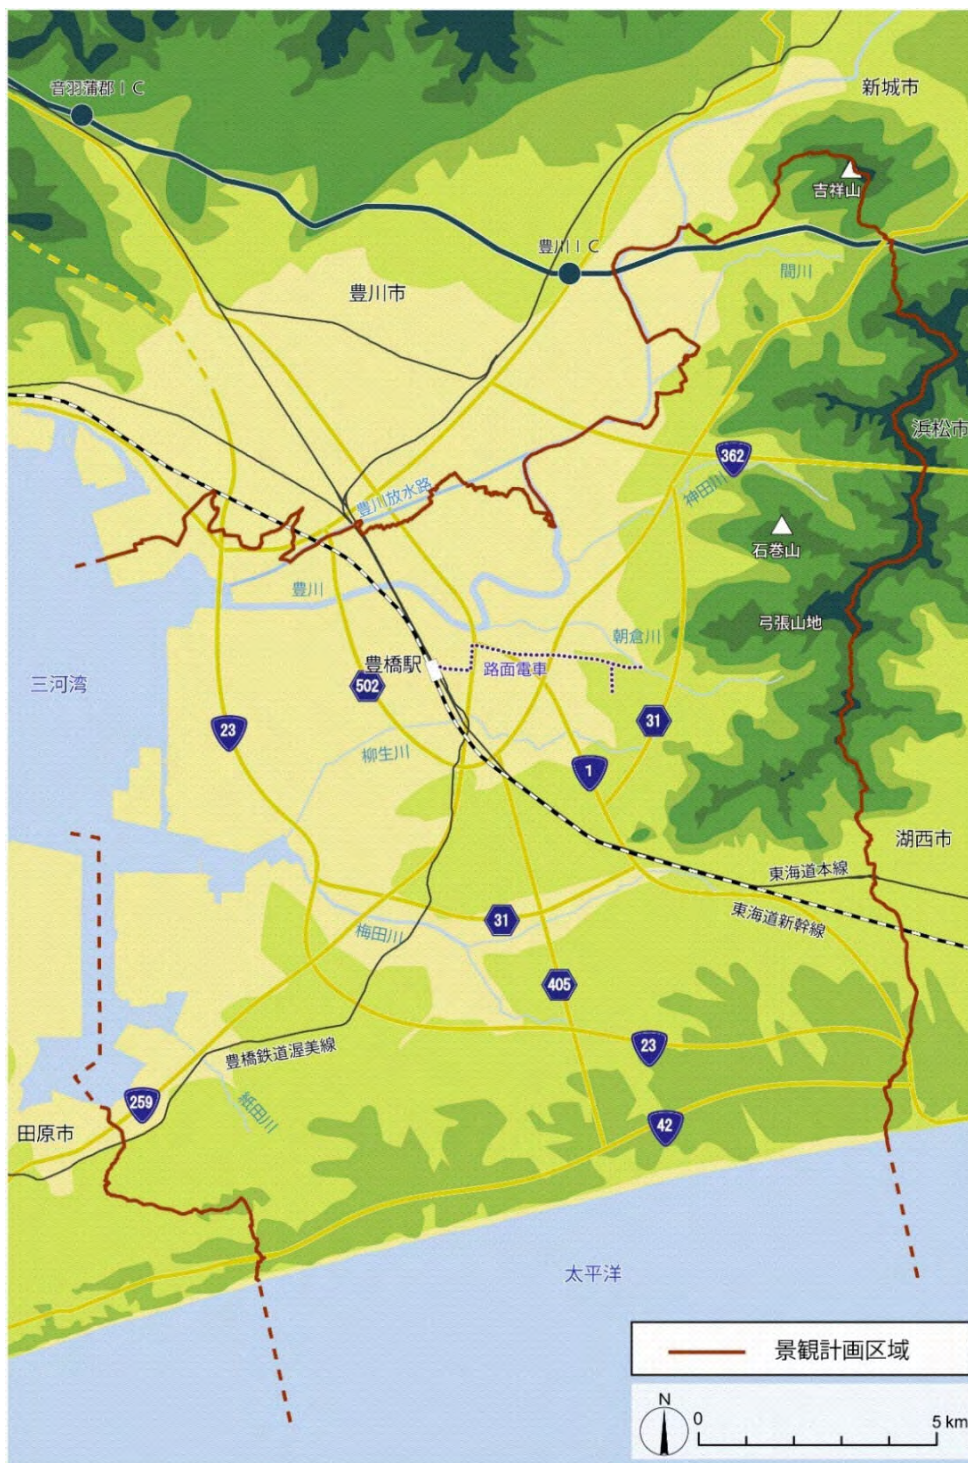 音羽蒲郡ＩＣ
新城市
吉祥山
豊川ＩＣ
間川
豊川市
浜松市
362
神田川
豊川放水路
石巻山
豊川
弓張山地
朝倉川
豊橋駅
路面電車
三河湾
502
31
23
柳生川
1
湖西市
東海道本線
31
東海道新幹線
梅田川
405
豊橋鉄道渥美線
23
259
紙田川
42
田原市
太平洋
景観計画区域
N
0
5 km